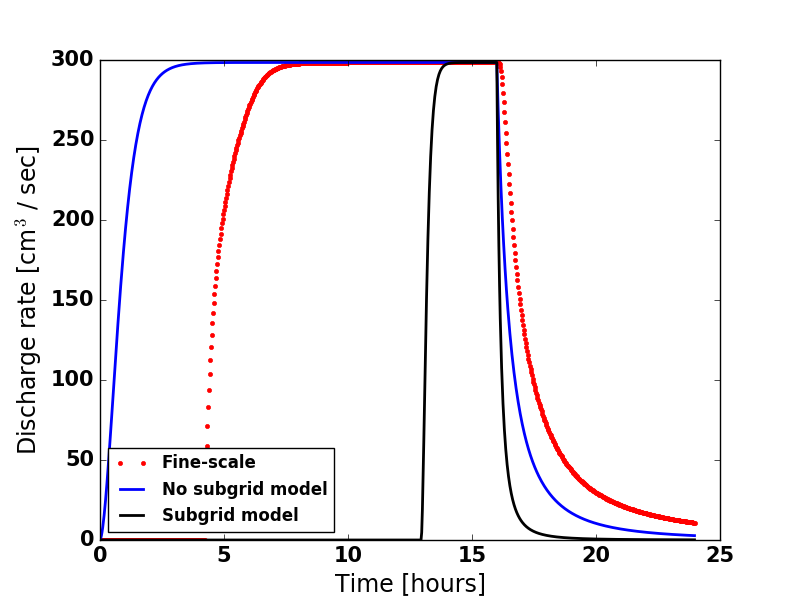 300
250
200
150
100
50
0
Discharge rate [cm³ / sec]
Fine-scale
No subgrid model
Subgrid model
0 5 10 15 20 25
Time [hours]